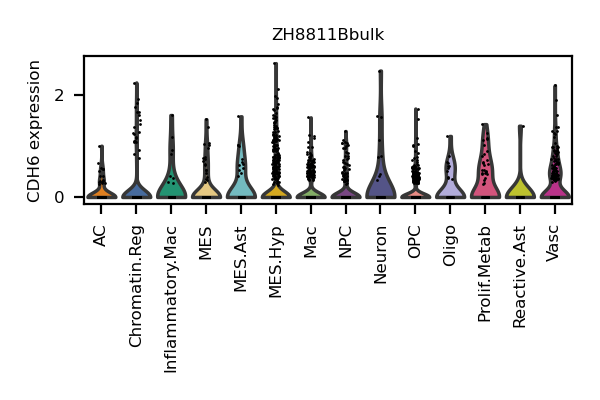 ZH8811Bbulk
CDH6 expression
2
0
AC
Chromatin.Reg
Inflammatory.Mac
MES
MES.Ast
MES.Hyp
Mac
NPC
Neuron
OPC
Oligo
Prolif.Metab
Reactive.Ast
Vasc